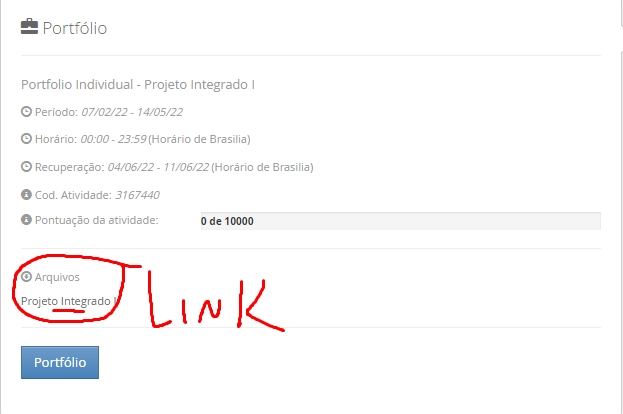 Portfólio
Portfolio Individual - Projeto Integrado I
Período: 07/02/22 - 14/05/22
Horário: 00:00 - 23:59 (Horário de Brasilia)
Recuperação: 04/06/22 - 11/06/22 (Horário de Brasilia)
Cod. Atividade: 3167440
Pontuação da atividade: 0 de 10000
Arquivos
Projeto Integrado I
LINK
Portfólio